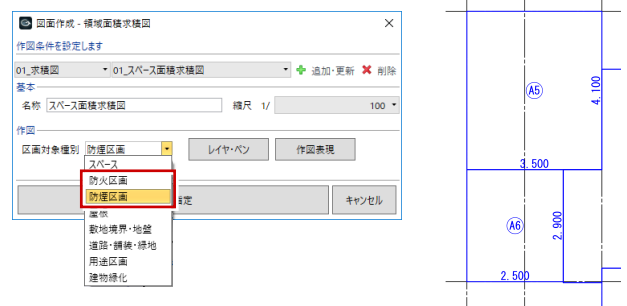 図面作成 - 領域面積求積図
作図条件を設定します
01_求積図 01_スペース面積求積図 追加・更新 削除
基本
名称 スペース面積求積図 縮尺 1/ 100
作図
区画対象種別 防煙区画 レイヤ・ペン 作図表現
スペース
防火区画
防煙区画
指定 キャンセル
屋根
敷地境界・地盤
道路・舗装・緑地
用途区画
建物緑化
A5
4.100
3.500
A6
2.900
2.500